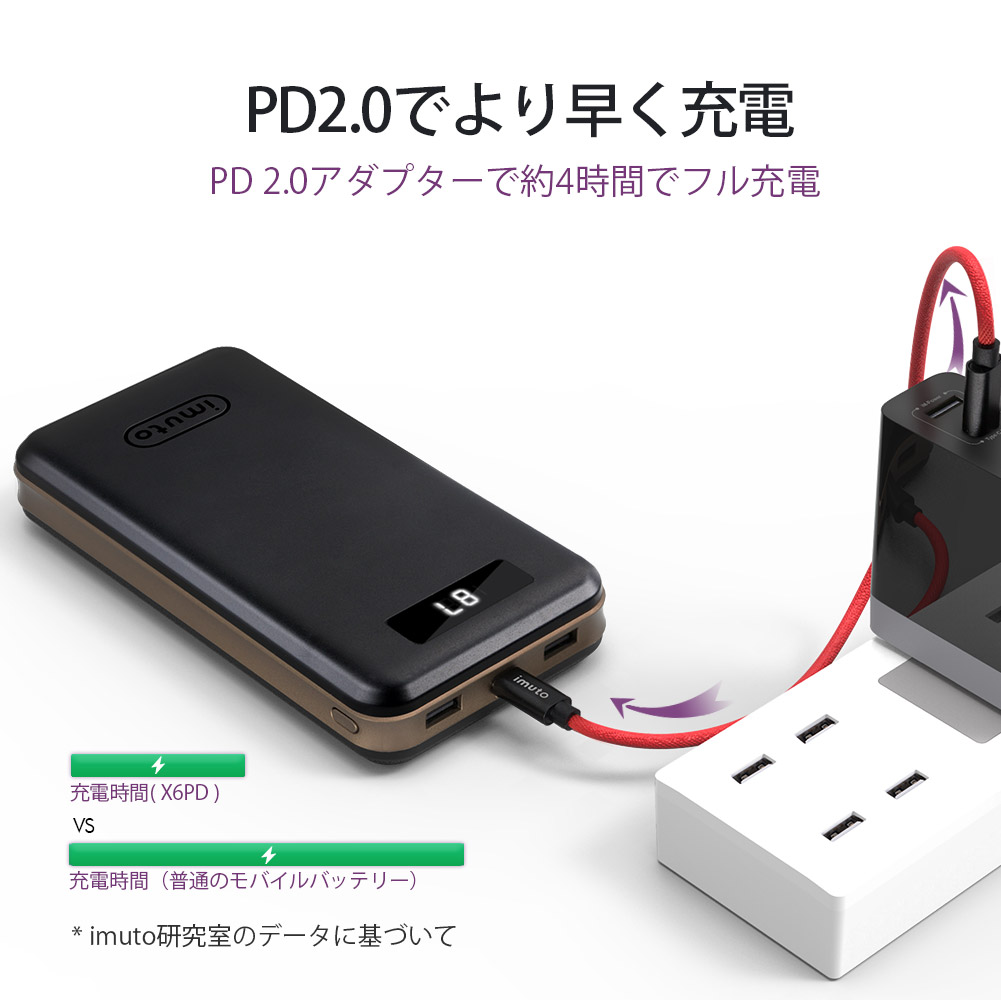 PD2.0でより早く充電
PD 2.0アダプターで約4時間でフル充電
imuto
87
imuto
充電時間( X6PD )
VS
充電時間（普通のモバイルバッテリー）
* imuto研究室のデータに基づいて